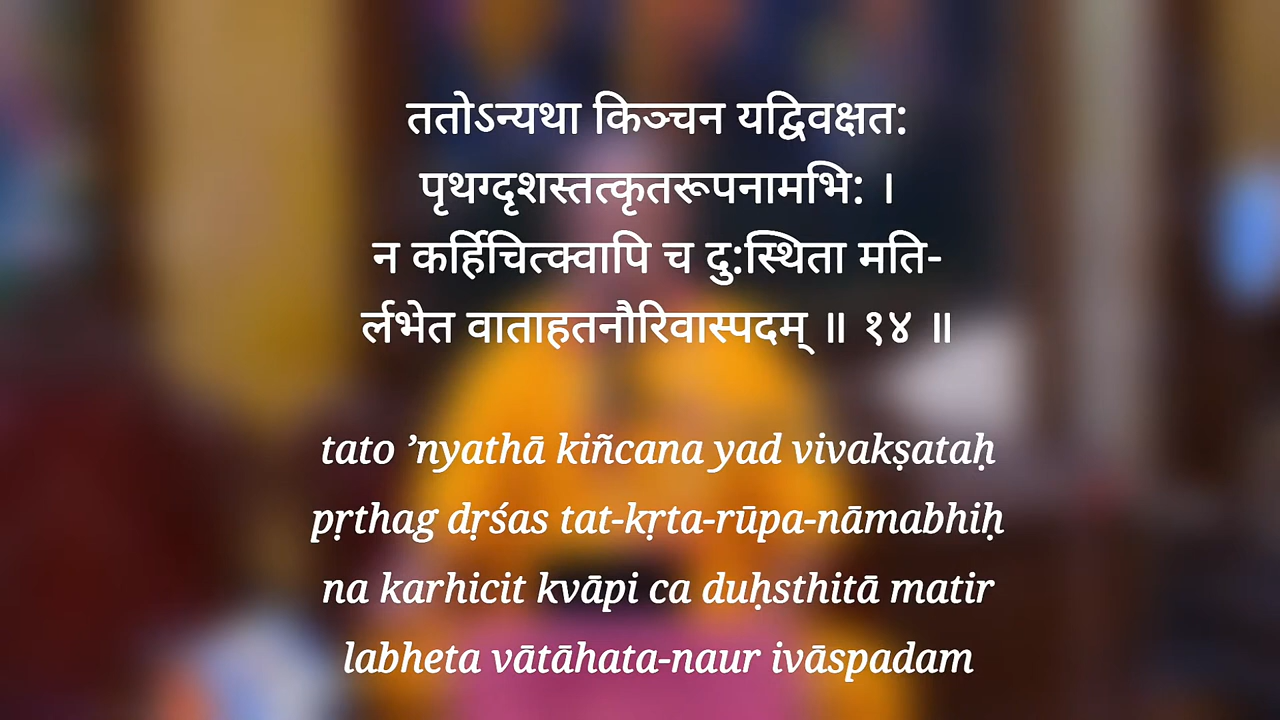 ततोऽन्यथा किञ्चन यद्विवक्षत:
पृथग्दृशस्तत्कृतरूपनामभि: ।
न कर्हिचित्क्वापि च दु:स्थिता मति-
र्लभेत वाताहतनौरिवास्पदम् ॥ १४ ॥
tato ’nyathā kiñcana yad vivakṣataḥ
pṛthag dṛśas tat-kṛta-rūpa-nāmabhiḥ
na karhicit kvāpi ca duḥsthitā matir
labheta vātāhata-naur ivāspadam